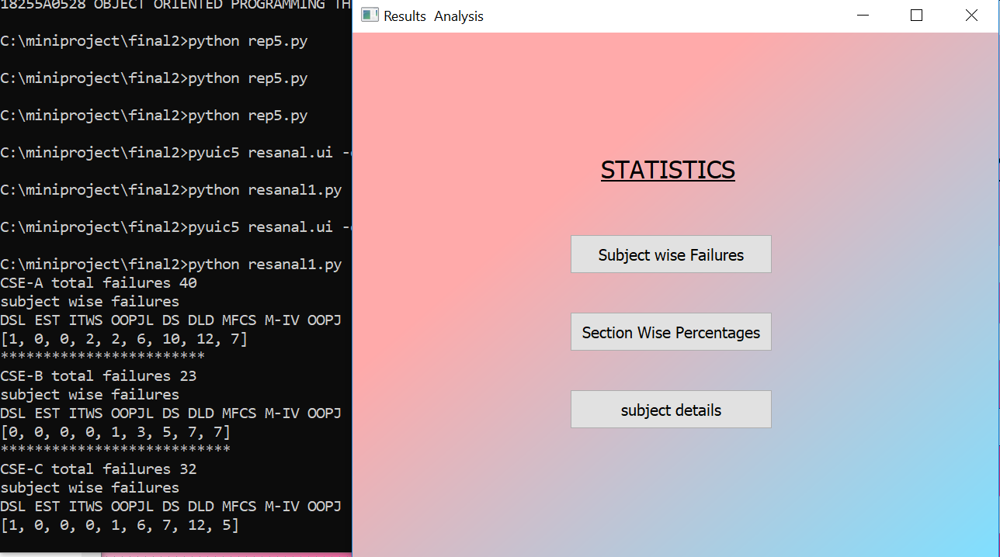 18255A0528 OBJECT ORIENTED PROGRAMMING TH
C:\miniproject\final2>python rep5.py
C:\miniproject\final2>python rep5.py
C:\miniproject\final2>python rep5.py
C:\miniproject\final2>pyuic5 resanal.ui -
C:\miniproject\final2>python resanal1.py
C:\miniproject\final2>pyuic5 resanal.ui -
C:\miniproject\final2>python resanal1.py
CSE-A total failures 40
subject wise failures
DSL EST ITWS OOPJL DS DLD MFCS M-IV OOPJ
[1, 0, 0, 2, 2, 6, 10, 12, 7]
************************
CSE-B total failures 23
subject wise failures
DSL EST ITWS OOPJL DS DLD MFCS M-IV OOPJ
[0, 0, 0, 0, 1, 3, 5, 7, 7]
***************************
CSE-C total failures 32
subject wise failures
DSL EST ITWS OOPJL DS DLD MFCS M-IV OOPJ
[1, 0, 0, 0, 1, 6, 7, 12, 5]
Results  Analysis
STATISTICS
Subject wise Failures
Section Wise Percentages
subject details